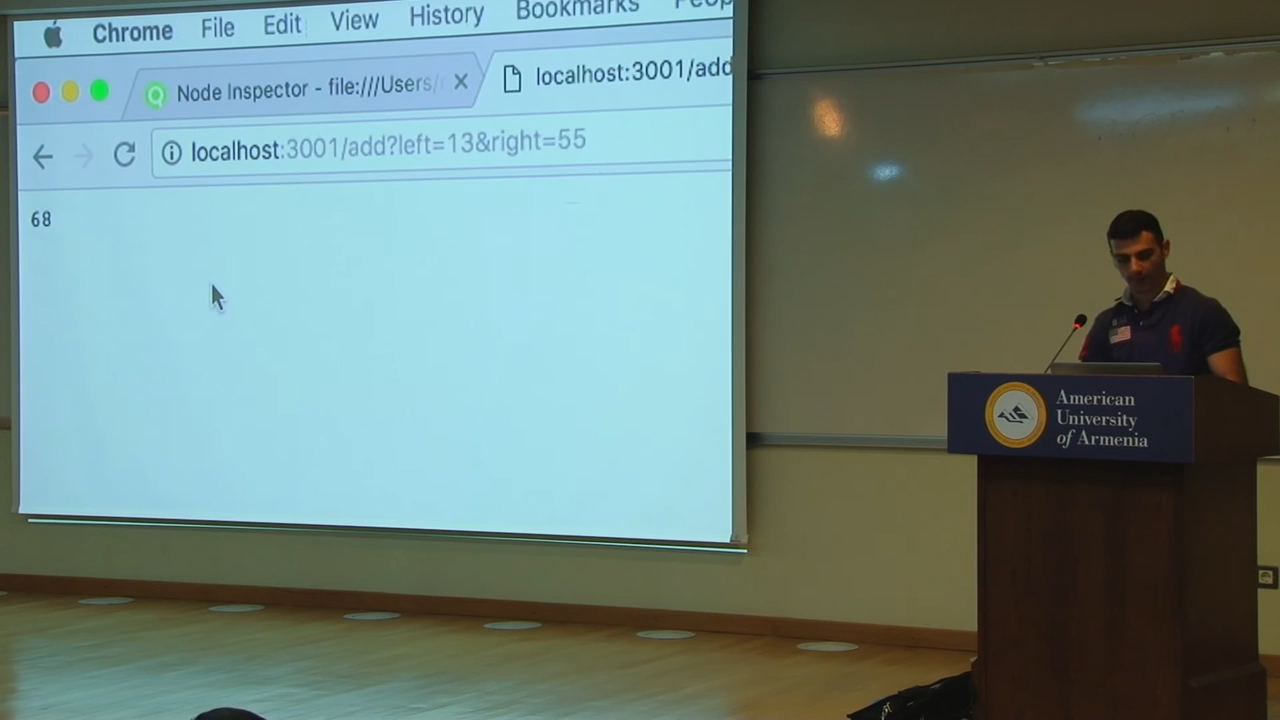 Chrome File Edit View History Bookmarks
Node Inspector - file:///Users/
localhost:3001/add
localhost:3001/add?left=13&right=55
68
American
University
of Armenia